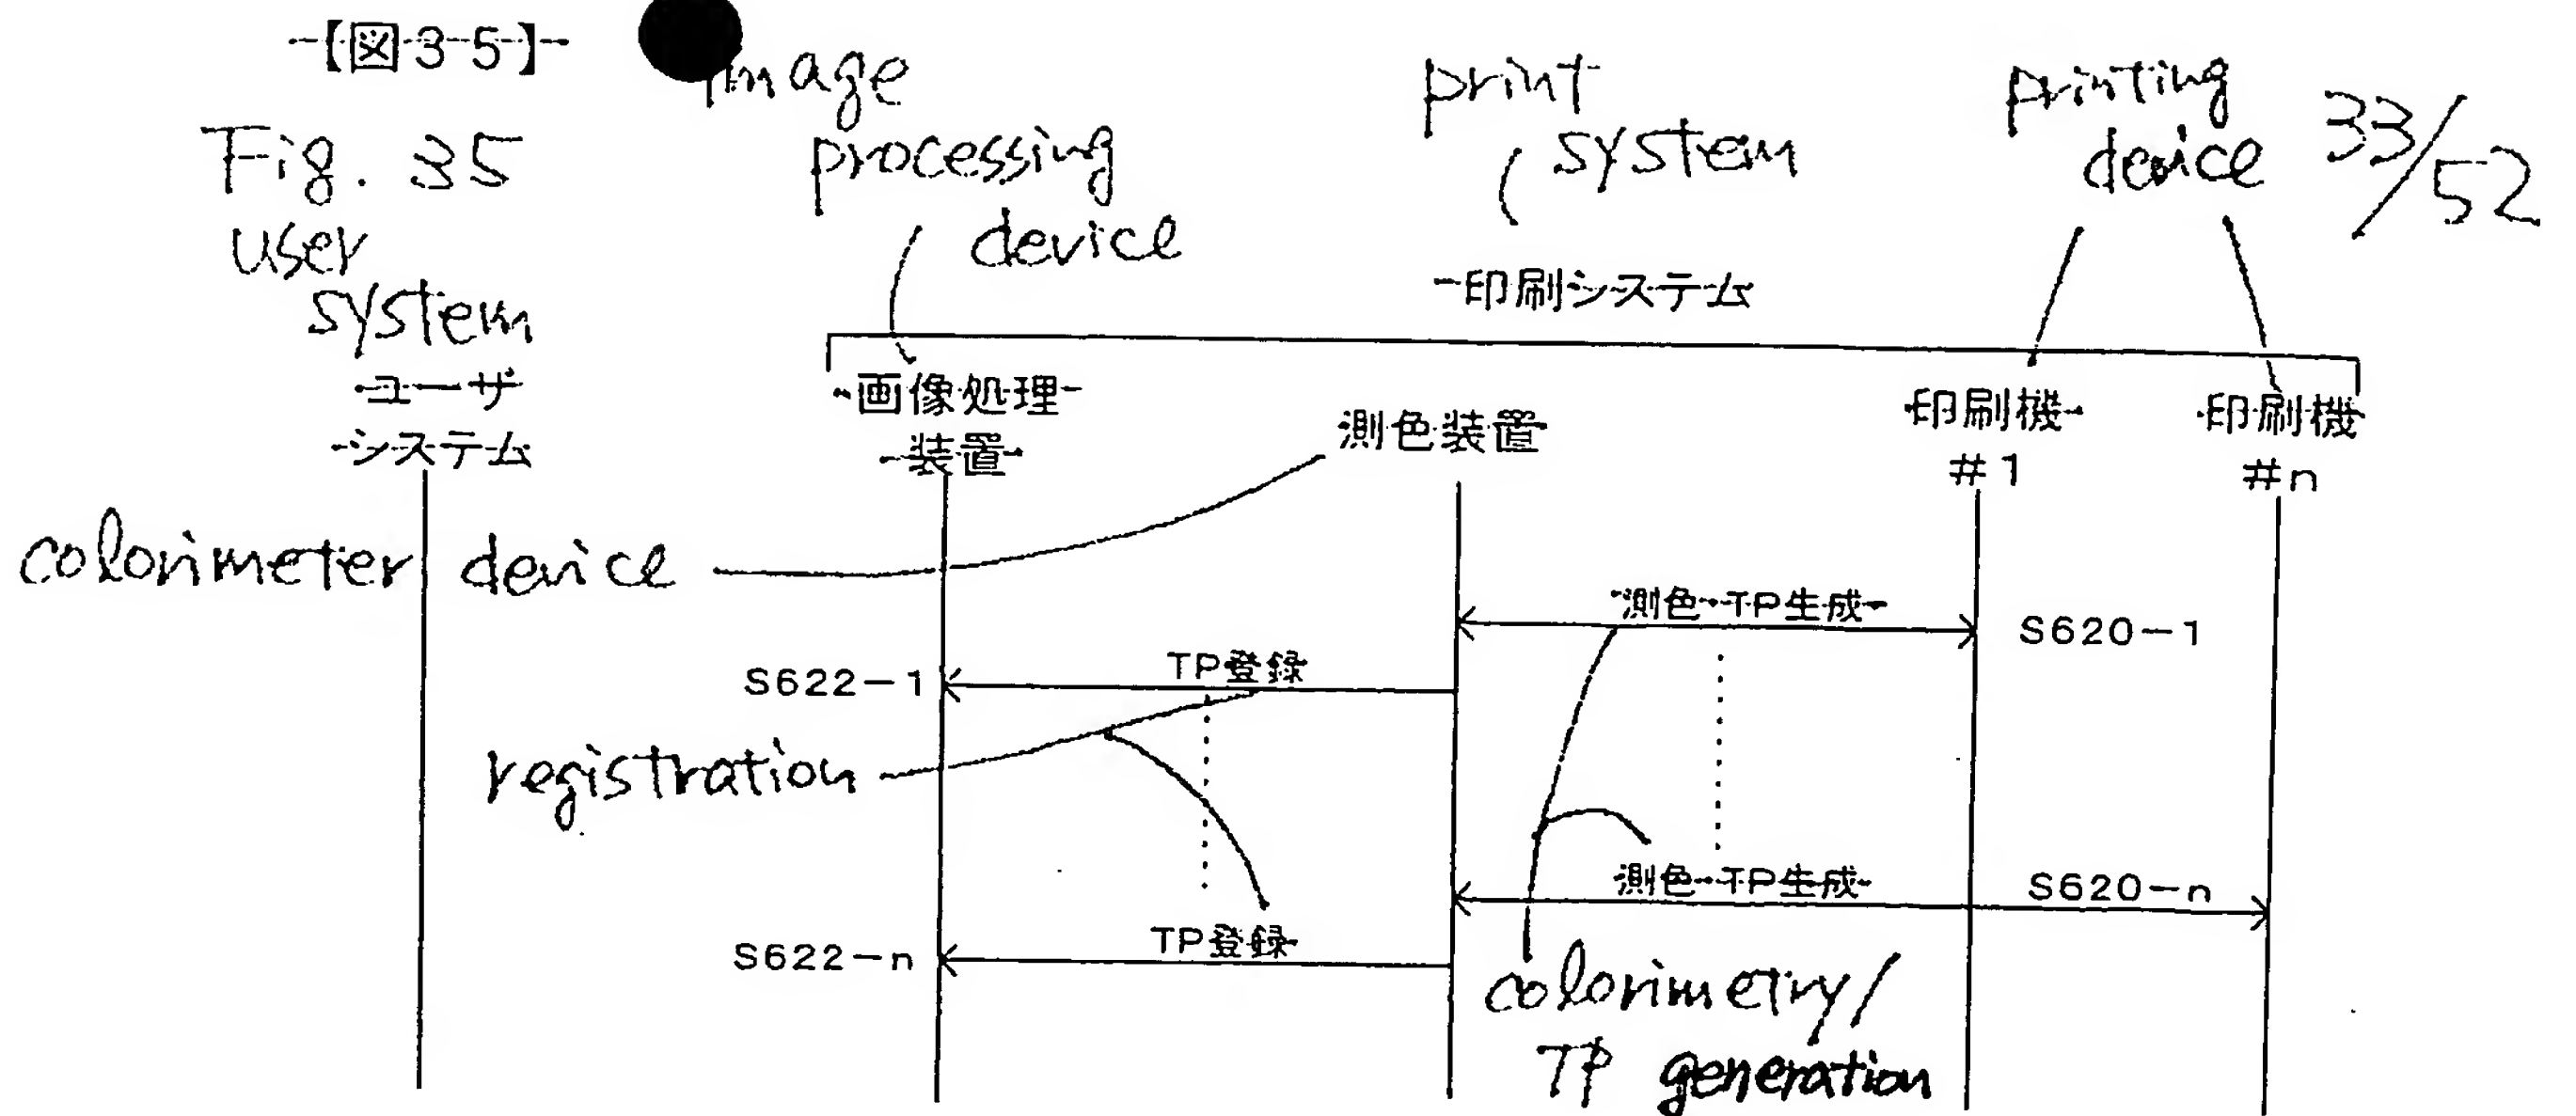 【図35】
Fig. 35
image
processing
device
print
system
printing
device
33/52
user
system
印刷システム
ユーザ
システム
画像処理
装置
測色装置
印刷機
#1
印刷機
#n
colorimeter device
測色・TP生成
S620-1
TP登録
S622-1
registration
測色・TP生成
S620-n
TP登録
S622-n
colorimetry/
TP generation